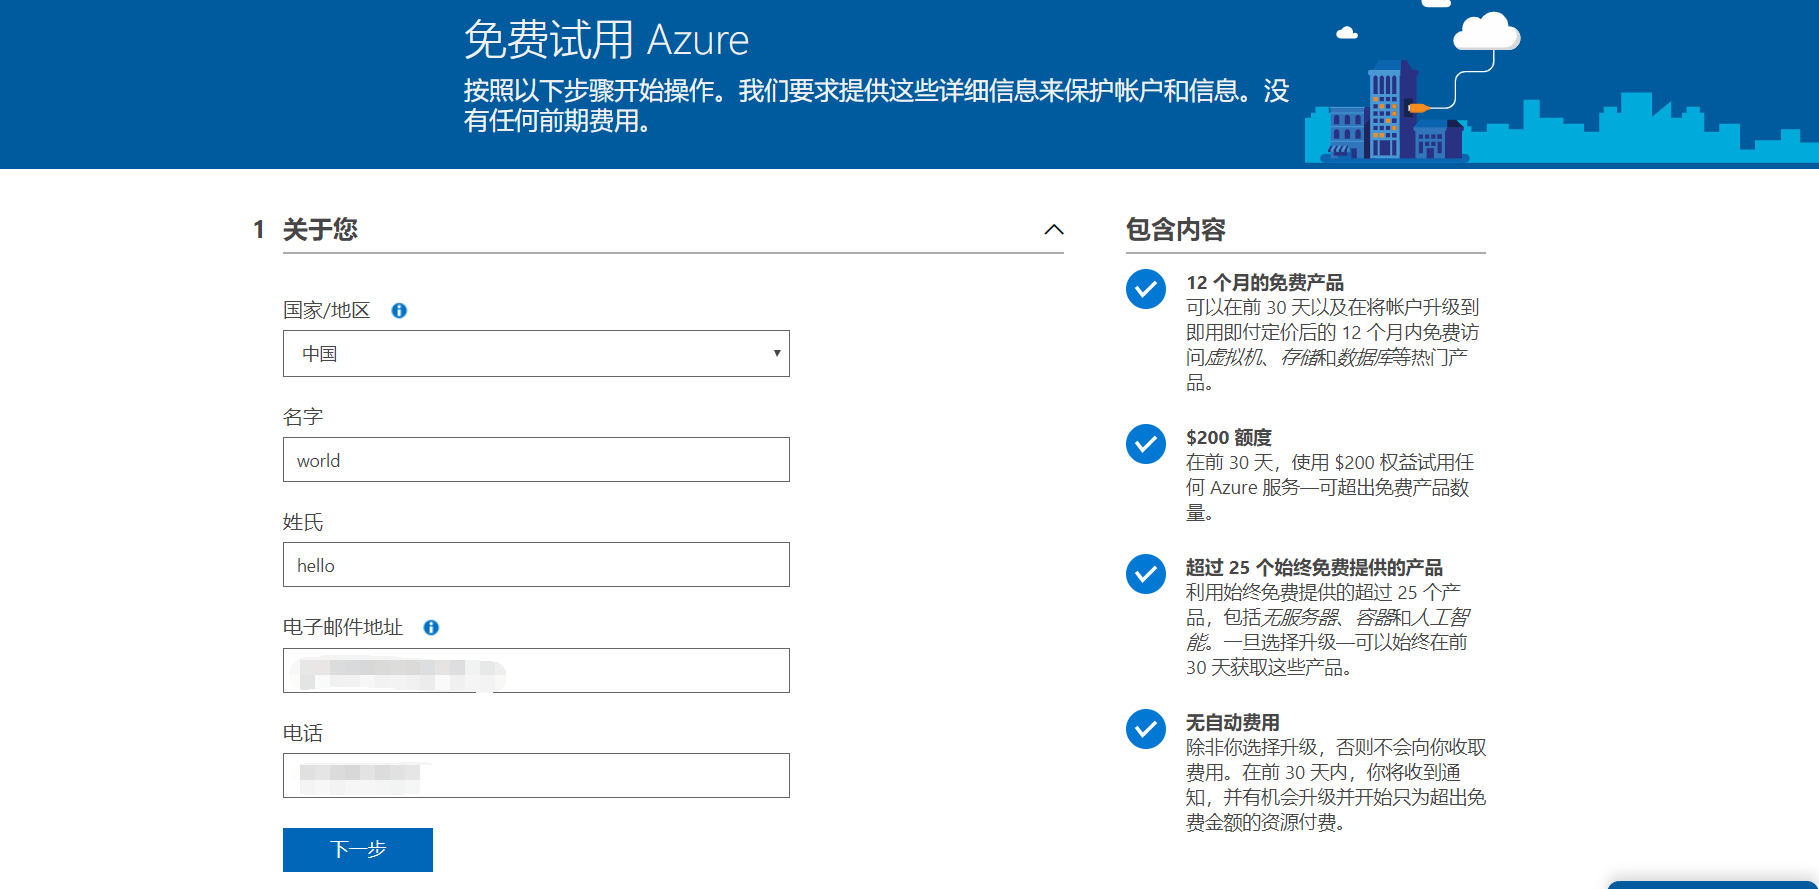 免费试用 Azure
按照以下步骤开始操作。我们要求提供这些详细信息来保护帐户和信息。没
有任何前期费用。
1 关于您
国家/地区
中国
名字
world
姓氏
hello
电子邮件地址
电话
下一步
包含内容
12 个月的免费产品
可以在前 30 天以及在将帐户升级到
即用即付定价后的 12 个月内免费访
问虚拟机、存储和数据库等热门产
品。
$200 额度
在前 30 天，使用 $200 权益试用任
何 Azure 服务—可超出免费产品数
量。
超过 25 个始终免费提供的产品
利用始终免费提供的超过 25 个产
品，包括无服务器、容器和人工智
能。一旦选择升级—可以始终在前
30 天获取这些产品。
无自动费用
除非你选择升级，否则不会向你收取
费用。在前 30 天内，你将收到通
知，并有机会升级并开始只为超出免
费金额的资源付费。